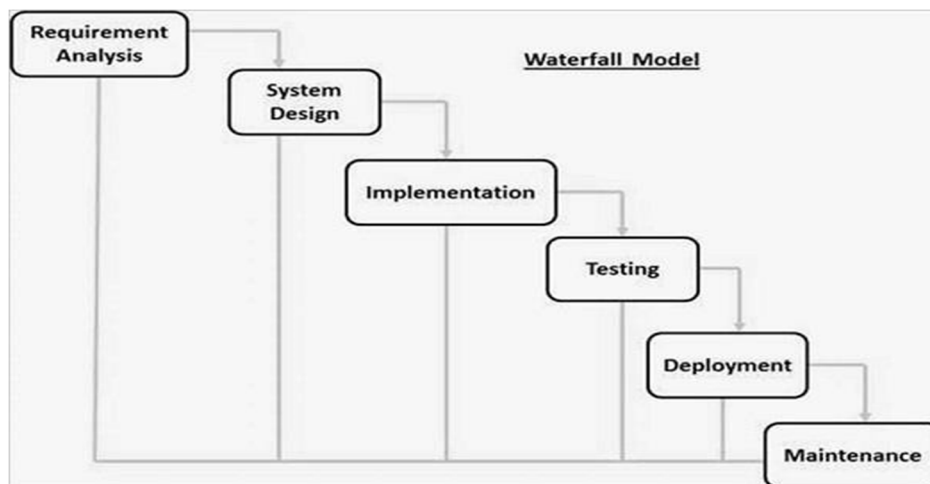 Requirement
Analysis
Waterfall Model
System
Design
Implementation
Testing
Deployment
Maintenance